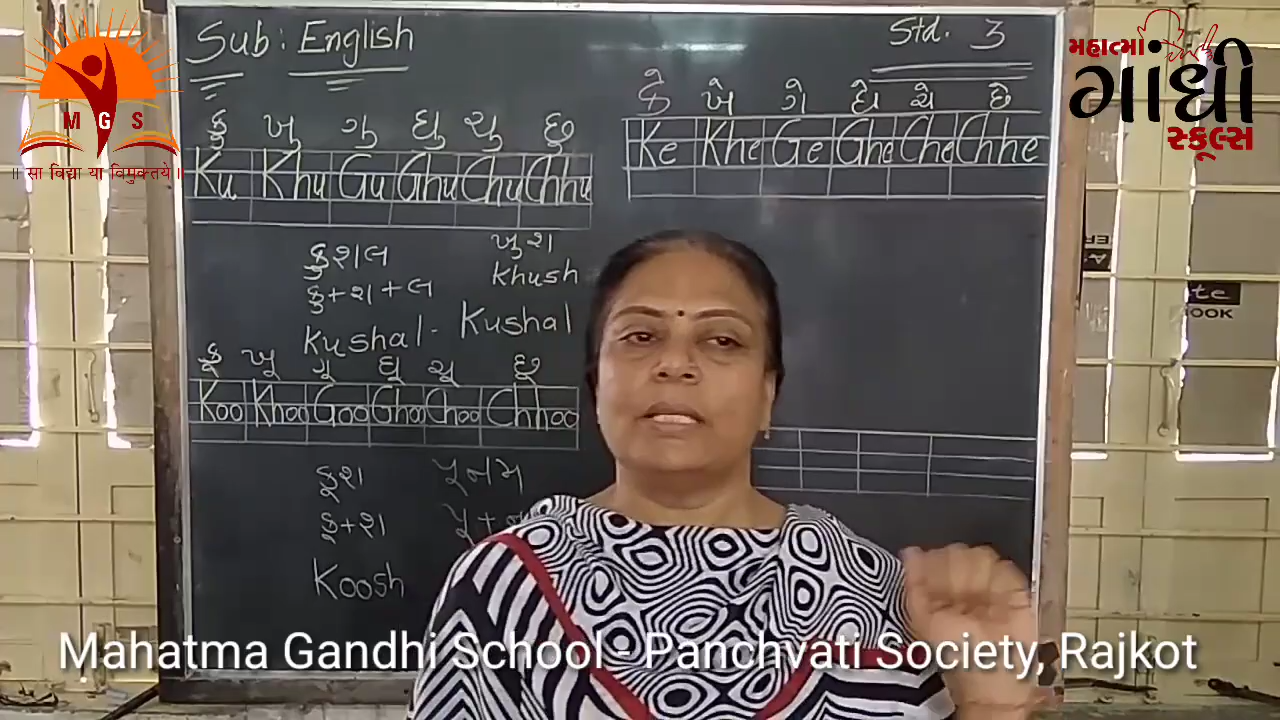 Sub: English
Std. 3
M G S
॥ सा विद्या या विमुक्तये ॥
મહાત્મા
ગાંધી
સ્કૂલ્સ
કુ ખુ ગુ ઘુ ચુ છુ
Ku Khu Gu Ghu Chu Chhu
કે ખે ગે ઘે ચે છે
Ke Khe Ge Ghe Che Chhe
કુશલ
કુ+શ+લ
Kushal - Kushal
ખુશ
Khush
કૂ ખૂ ગૂ ઘૂ ચૂ છૂ
Koo Khoo Goo Ghoo Choo Chhoo
કૂશ
કૂ+શ
Koosh
પૂનમ
પૂ+ન
Mahatma Gandhi School - Panchvati Society, Rajkot